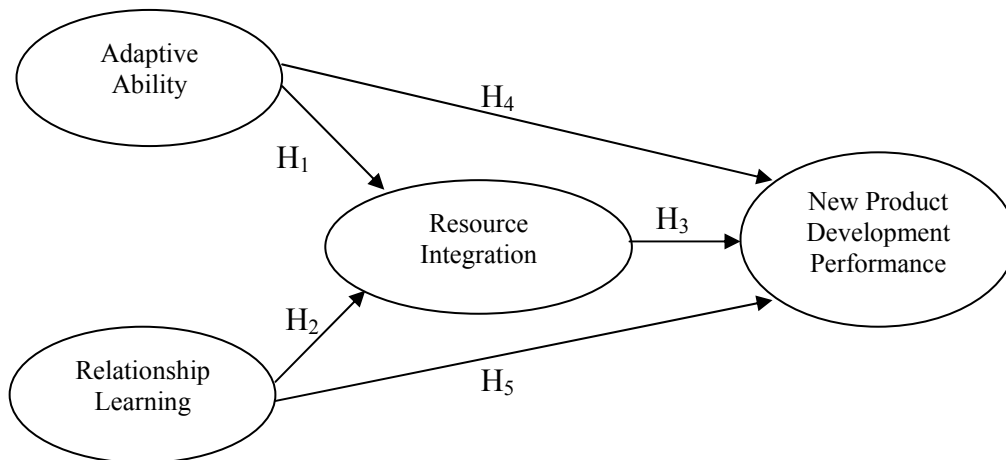 Adaptive
Ability
H₄
H₁
New Product
Development
Performance
Resource
Integration
H₃
H₂
Relationship
Learning
H₅